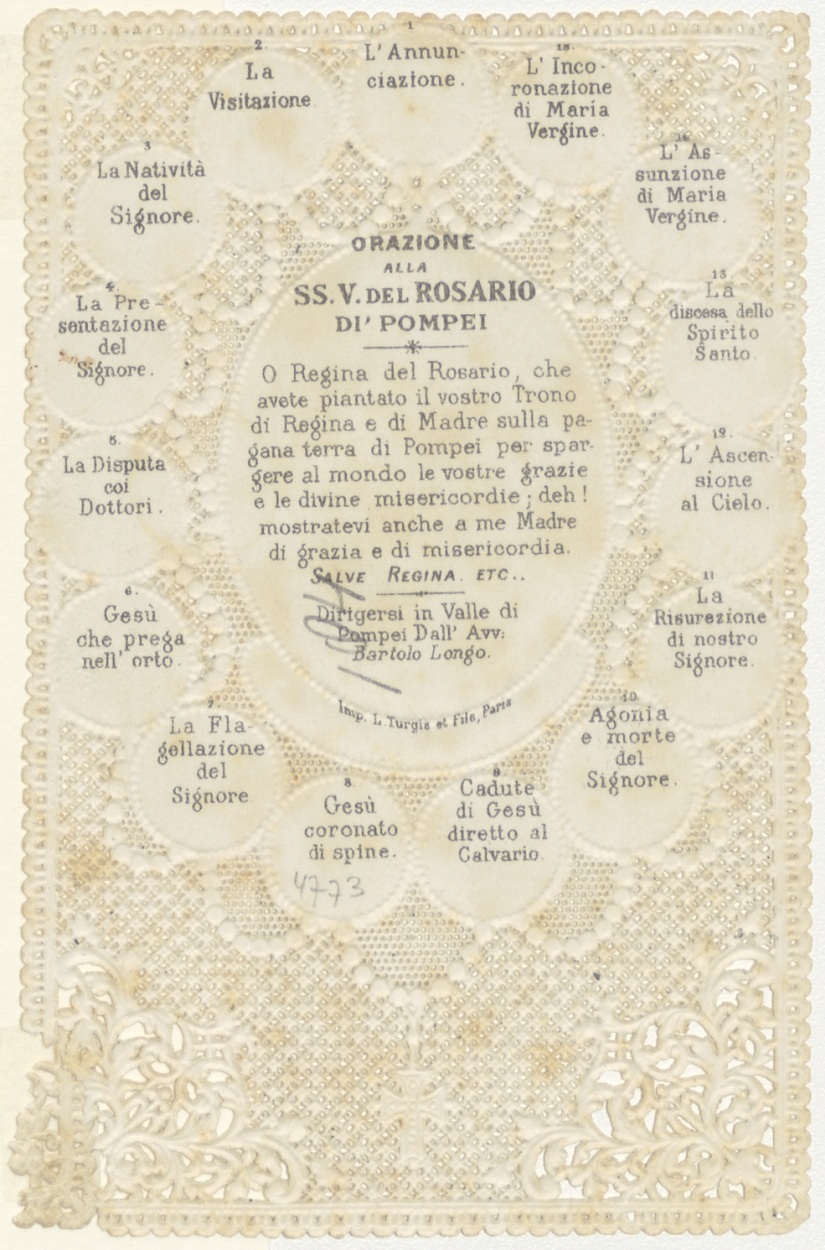 1
L' Annun-
ciazione.
2.
La
Visitazione
3
La Natività
del
Signore.
4.
La Pre-
sentazione
del
Signore.
5.
La Disputa
coi
Dottori.
6.
Gesù
che prega
nell' orto.
7
La Fla-
gellazione
del
Signore
8
Gesù
coronato
di spine.
9
Cadute
di Gesù
diretto al
Calvario.
10.
Agonia
e morte
del
Signore.
11
La
Risurezione
di nostro
Signore.
12.
L' Ascen-
sione
al Cielo.
13
La
discesa dello
Spirito
Santo.
14.
L' As-
sunzione
di Maria
Vergine.
15.
L' Inco-
ronazione
di Maria
Vergine.
ORAZIONE
ALLA
SS. V. DEL ROSARIO
DI' POMPEI
O Regina del Rosario, che
avete piantato il vostro Trono
di Regina e di Madre sulla pa-
gana terra di Pompei per spar-
gere al mondo le vostre grazie
e le divine misericordie; deh!
mostratevi anche a me Madre
di grazia e di misericordia.
SALVE REGINA. ETC..
Dirigersi in Valle di
Pompei Dall' Avv:
Bartolo Longo.
Imp. L. Turgis et Fils, Paris
4773